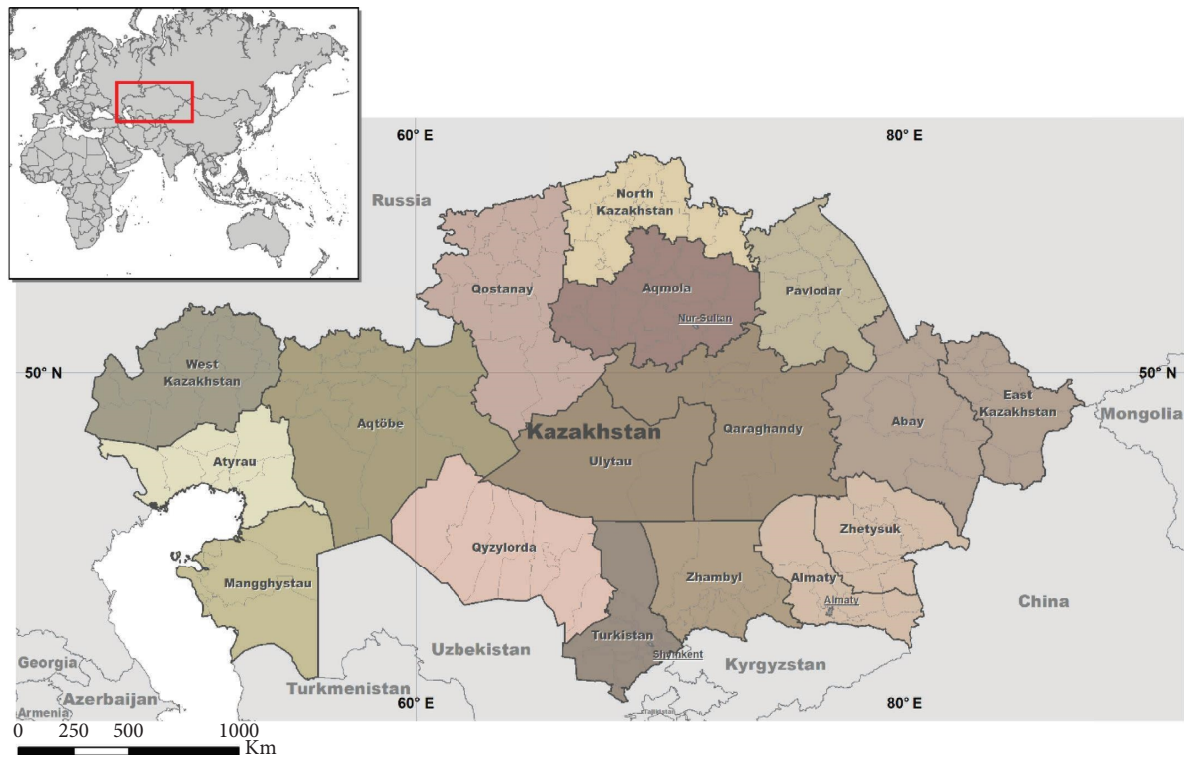 60° E
80° E
Russia
North
Kazakhstan
Qostanay
Aqmola
Pavlodar
Nur-Sultan
50° N
50° N
West
Kazakhstan
East
Kazakhstan
Mongolia
Aqtöbe
Kazakhstan
Qaraghandy
Abay
Atyrau
Ulytau
Zhetysuk
Qyzylorda
Mangghystau
Zhambyl
Almaty
Almaty
China
Turkistan
Shymkent
Uzbekistan
Kyrgyzstan
Georgia
Azerbaijan
Turkmenistan
Armenia
60° E
80° E
Tajikistan
0 250 500 1000
Km